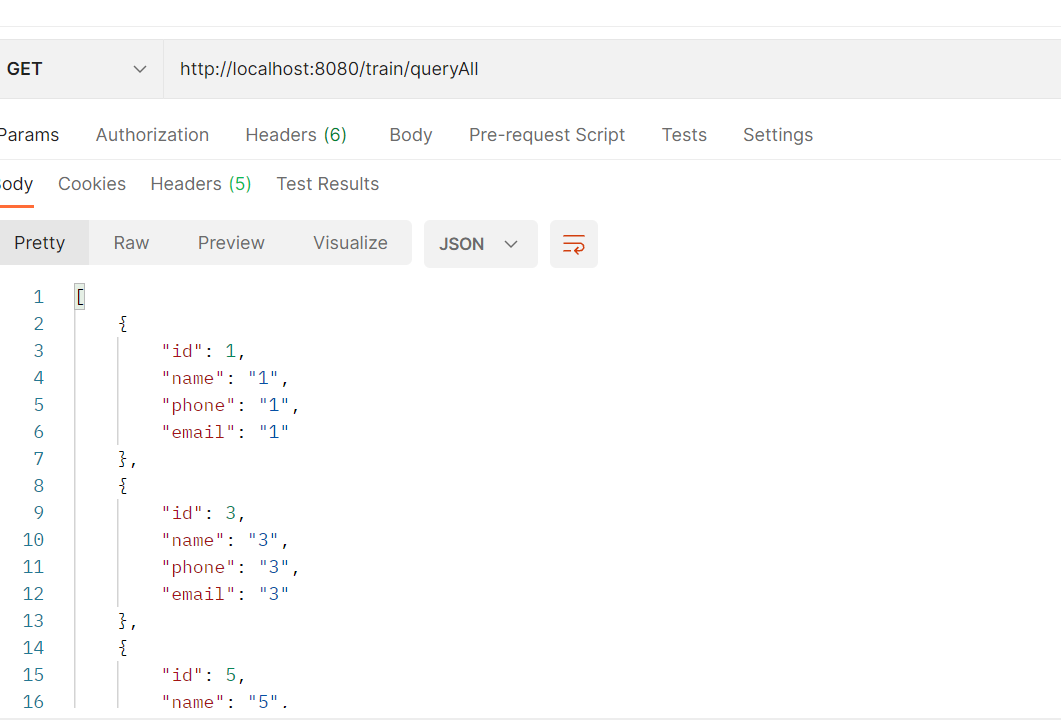 GET http://localhost:8080/train/queryAll
Params Authorization Headers (6) Body Pre-request Script Tests Settings
Body Cookies Headers (5) Test Results
Pretty Raw Preview Visualize JSON
1 [
2 {
3 "id": 1,
4 "name": "1",
5 "phone": "1",
6 "email": "1"
7 },
8 {
9 "id": 3,
10 "name": "3",
11 "phone": "3",
12 "email": "3"
13 },
14 {
15 "id": 5,
16 "name": "5",